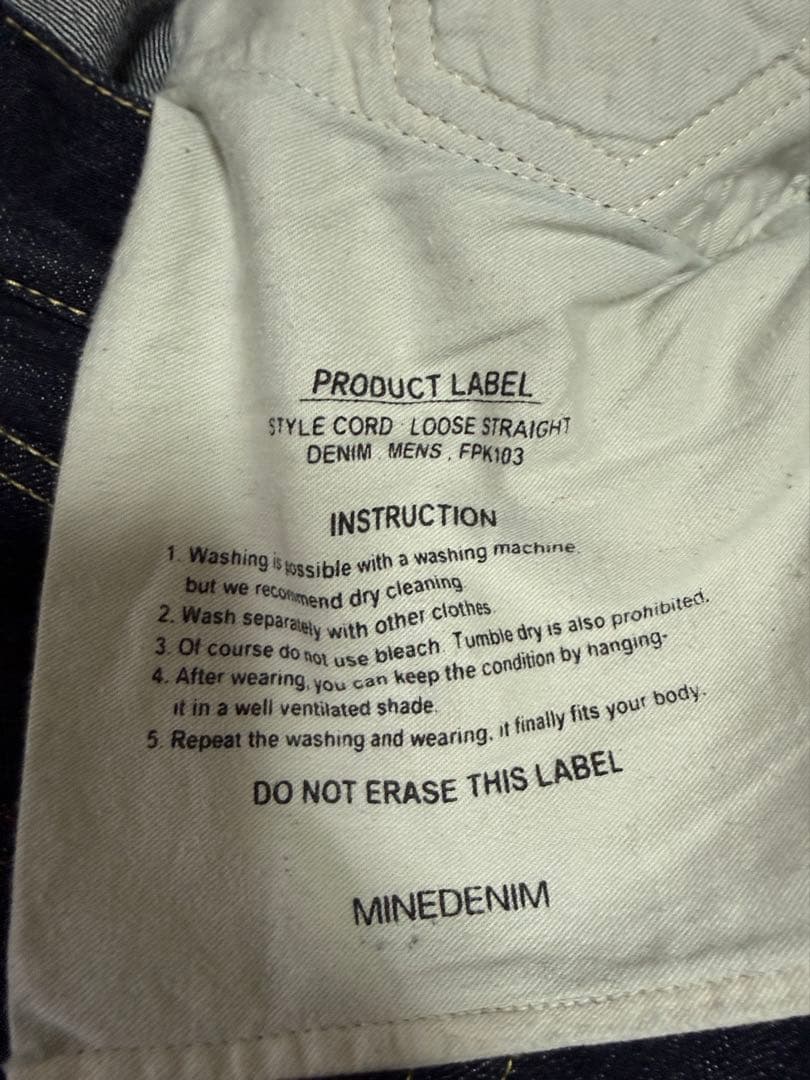 PRODUCT LABEL
STYLE CORD · LOOSE STRAIGHT
DENIM . MENS . FPK103
INSTRUCTION
1. Washing is possible with a washing machine.
but we recommend dry cleaning.
2. Wash separately with other clothes
3. Of course do not use bleach. Tumble dry is also prohibited.
4. After wearing, you can keep the condition by hanging-
it in a well ventilated shade.
5. Repeat the washing and wearing, it finally fits your body.
DO NOT ERASE THIS LABEL
MINEDENIM